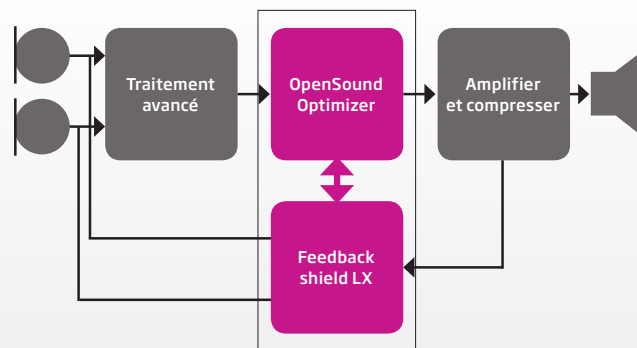 Traitement
avancé
OpenSound
Optimizer
Amplifier
et compresser
Feedback
shield LX